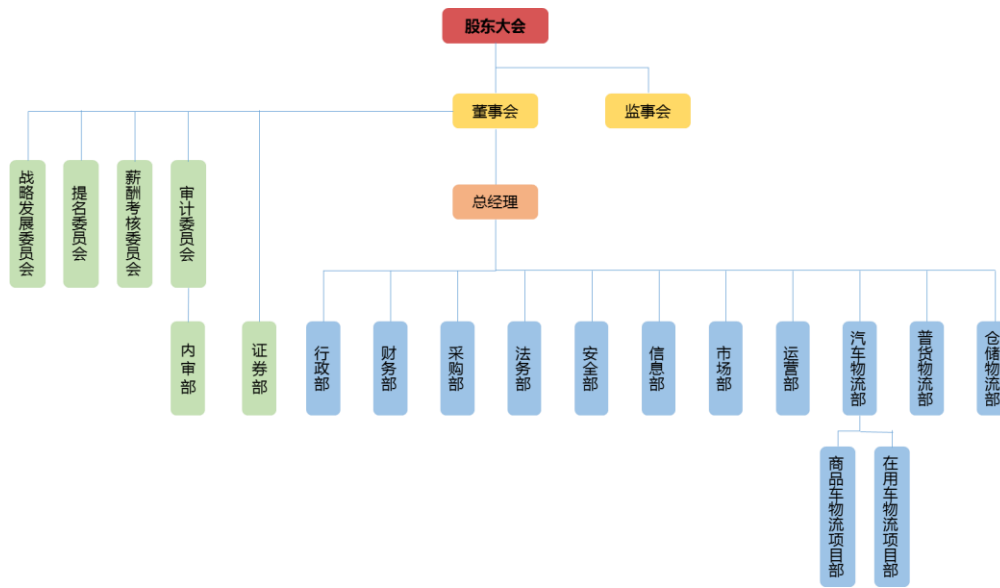 股东大会
董事会
监事会
总经理
战略发展委员会
提名委员会
薪酬考核委员会
审计委员会
内审部
证券部
行政部
财务部
采购部
法务部
安全部
信息部
市场部
运营部
汽车物流部
普货物流部
仓储物流部
商品车物流项目部
在用车物流项目部